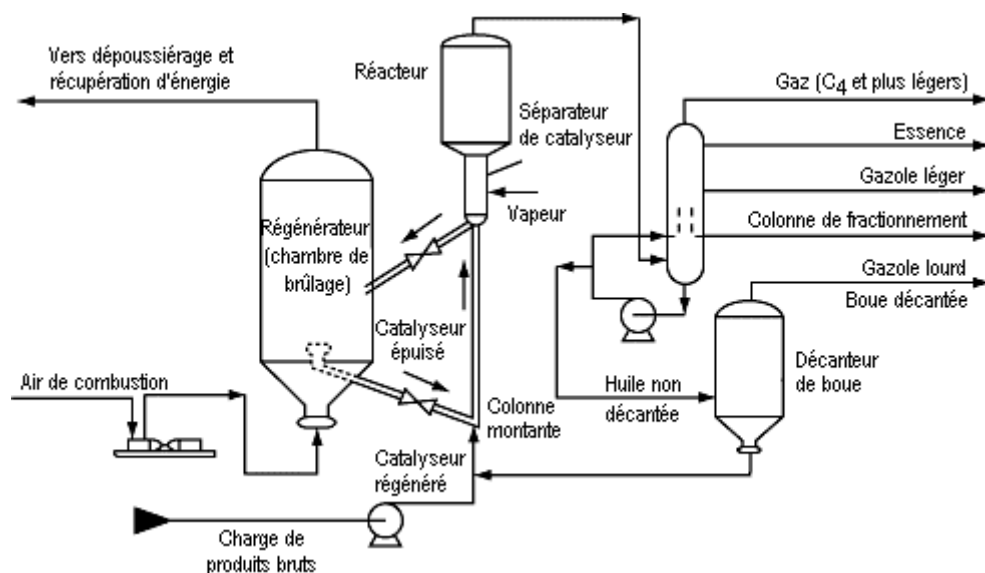 Vers dépoussiérage et
récupération d'énergie
Réacteur
Séparateur
de catalyseur
Vapeur
Gaz (C4 et plus légers)
Essence
Gazole léger
Colonne de fractionnement
Gazole lourd
Boue décantée
Régénérateur
(chambre de
brûlage)
Catalyseur
épuisé
Air de combustion
Colonne
montante
Huile non
décantée
Décanteur
de boue
Catalyseur
régénéré
Charge de
produits bruts